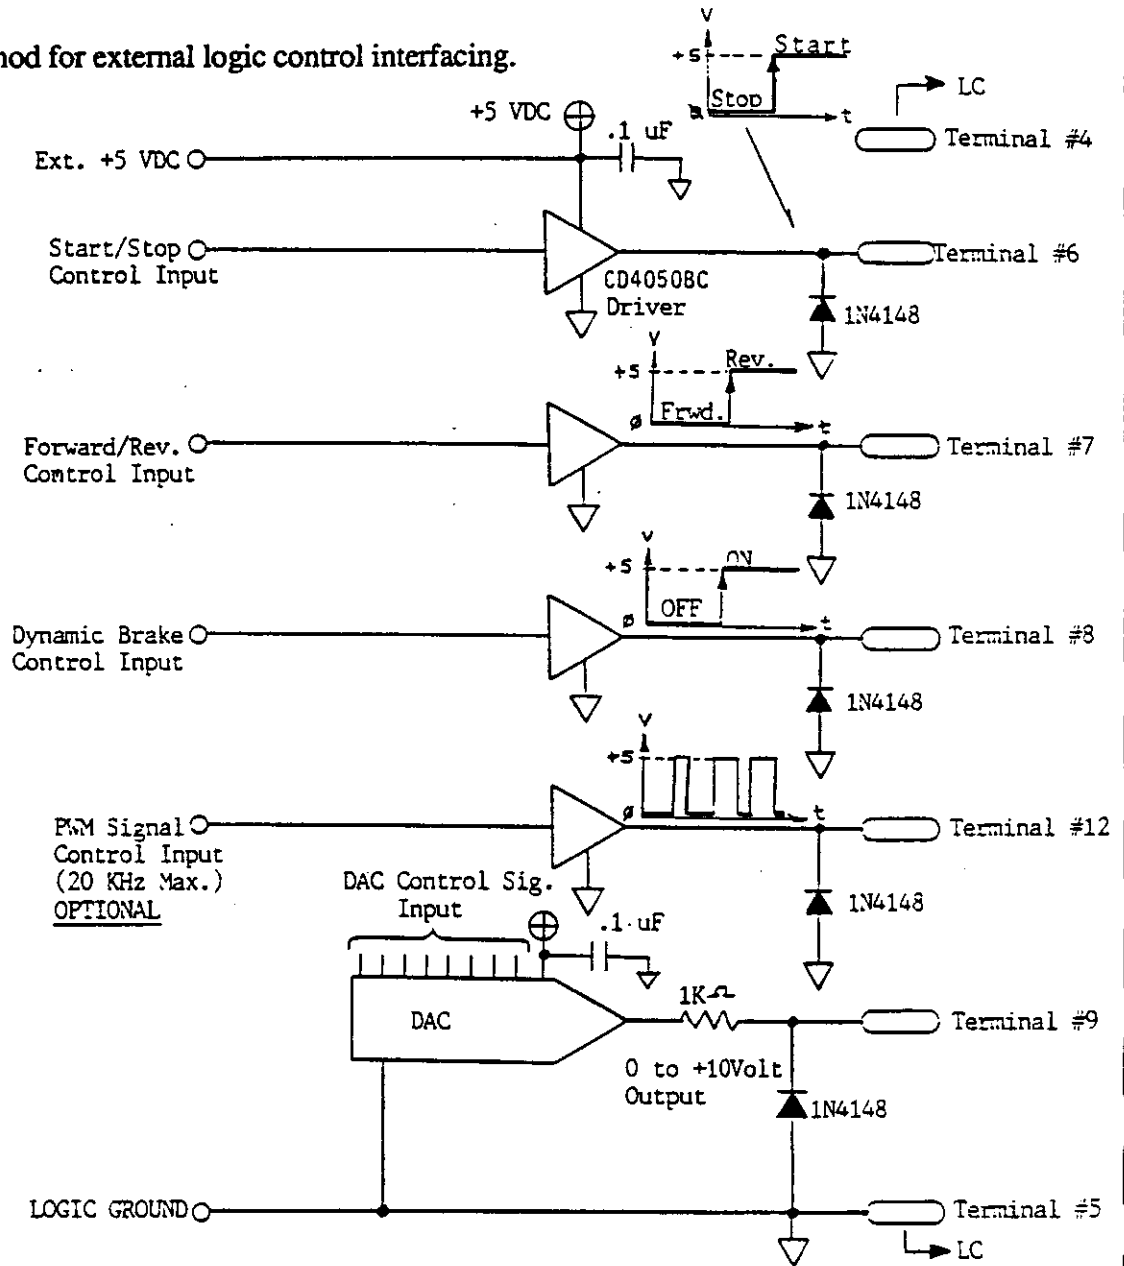 nod for external logic control interfacing.
V
+5
Start
Stop
Ø
t
LC
Terminal #4
+5 VDC
.1 uF
Ext. +5 VDC
Start/Stop
Control Input
CD4050BC
Driver
Terminal #6
1N4148
V
+5
Rev.
Ø
Frwd.
t
Forward/Rev.
Control Input
Terminal #7
1N4148
V
+5
ON
Ø
OFF
t
Dynamic Brake
Control Input
Terminal #8
1N4148
V
+5
Ø
t
PWM Signal
Control Input
(20 KHz Max.)
OPTIONAL
Terminal #12
1N4148
DAC Control Sig.
Input
.1 uF
DAC
1KΩ
Terminal #9
0 to +10Volt
Output
1N4148
LOGIC GROUND
Terminal #5
LC